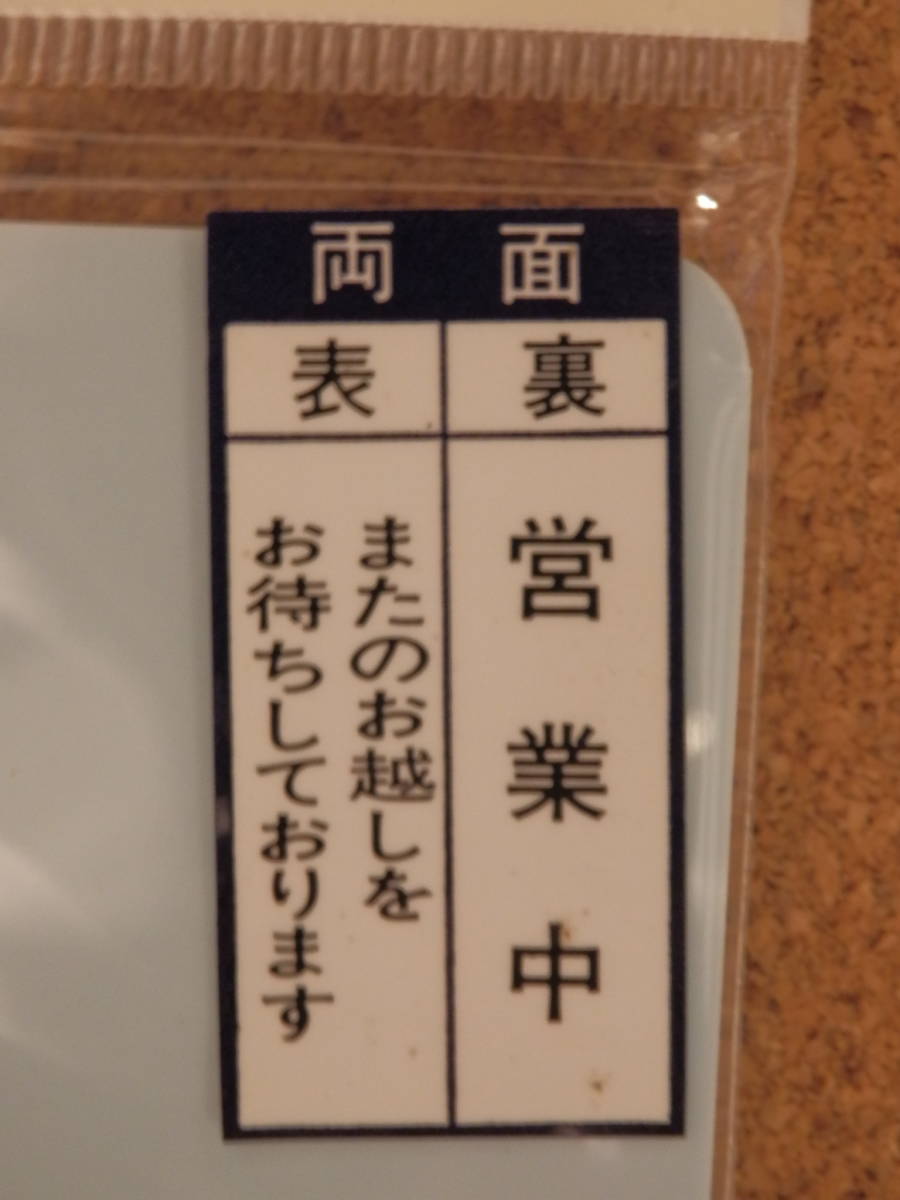 両面
表
裏
またのお越しを
お待ちしております
営業中